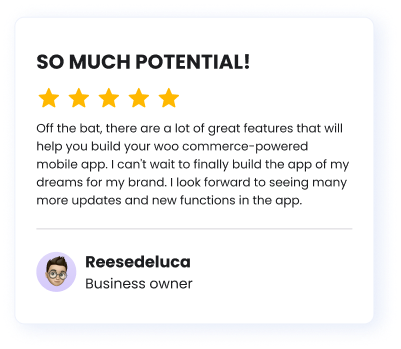 SO MUCH POTENTIAL!
Off the bat, there are a lot of great features that will
help you build your woo commerce-powered
mobile app. I can't wait to finally build the app of my
dreams for my brand. I look forward to seeing many
more updates and new functions in the app.
Reesedeluca
Business owner